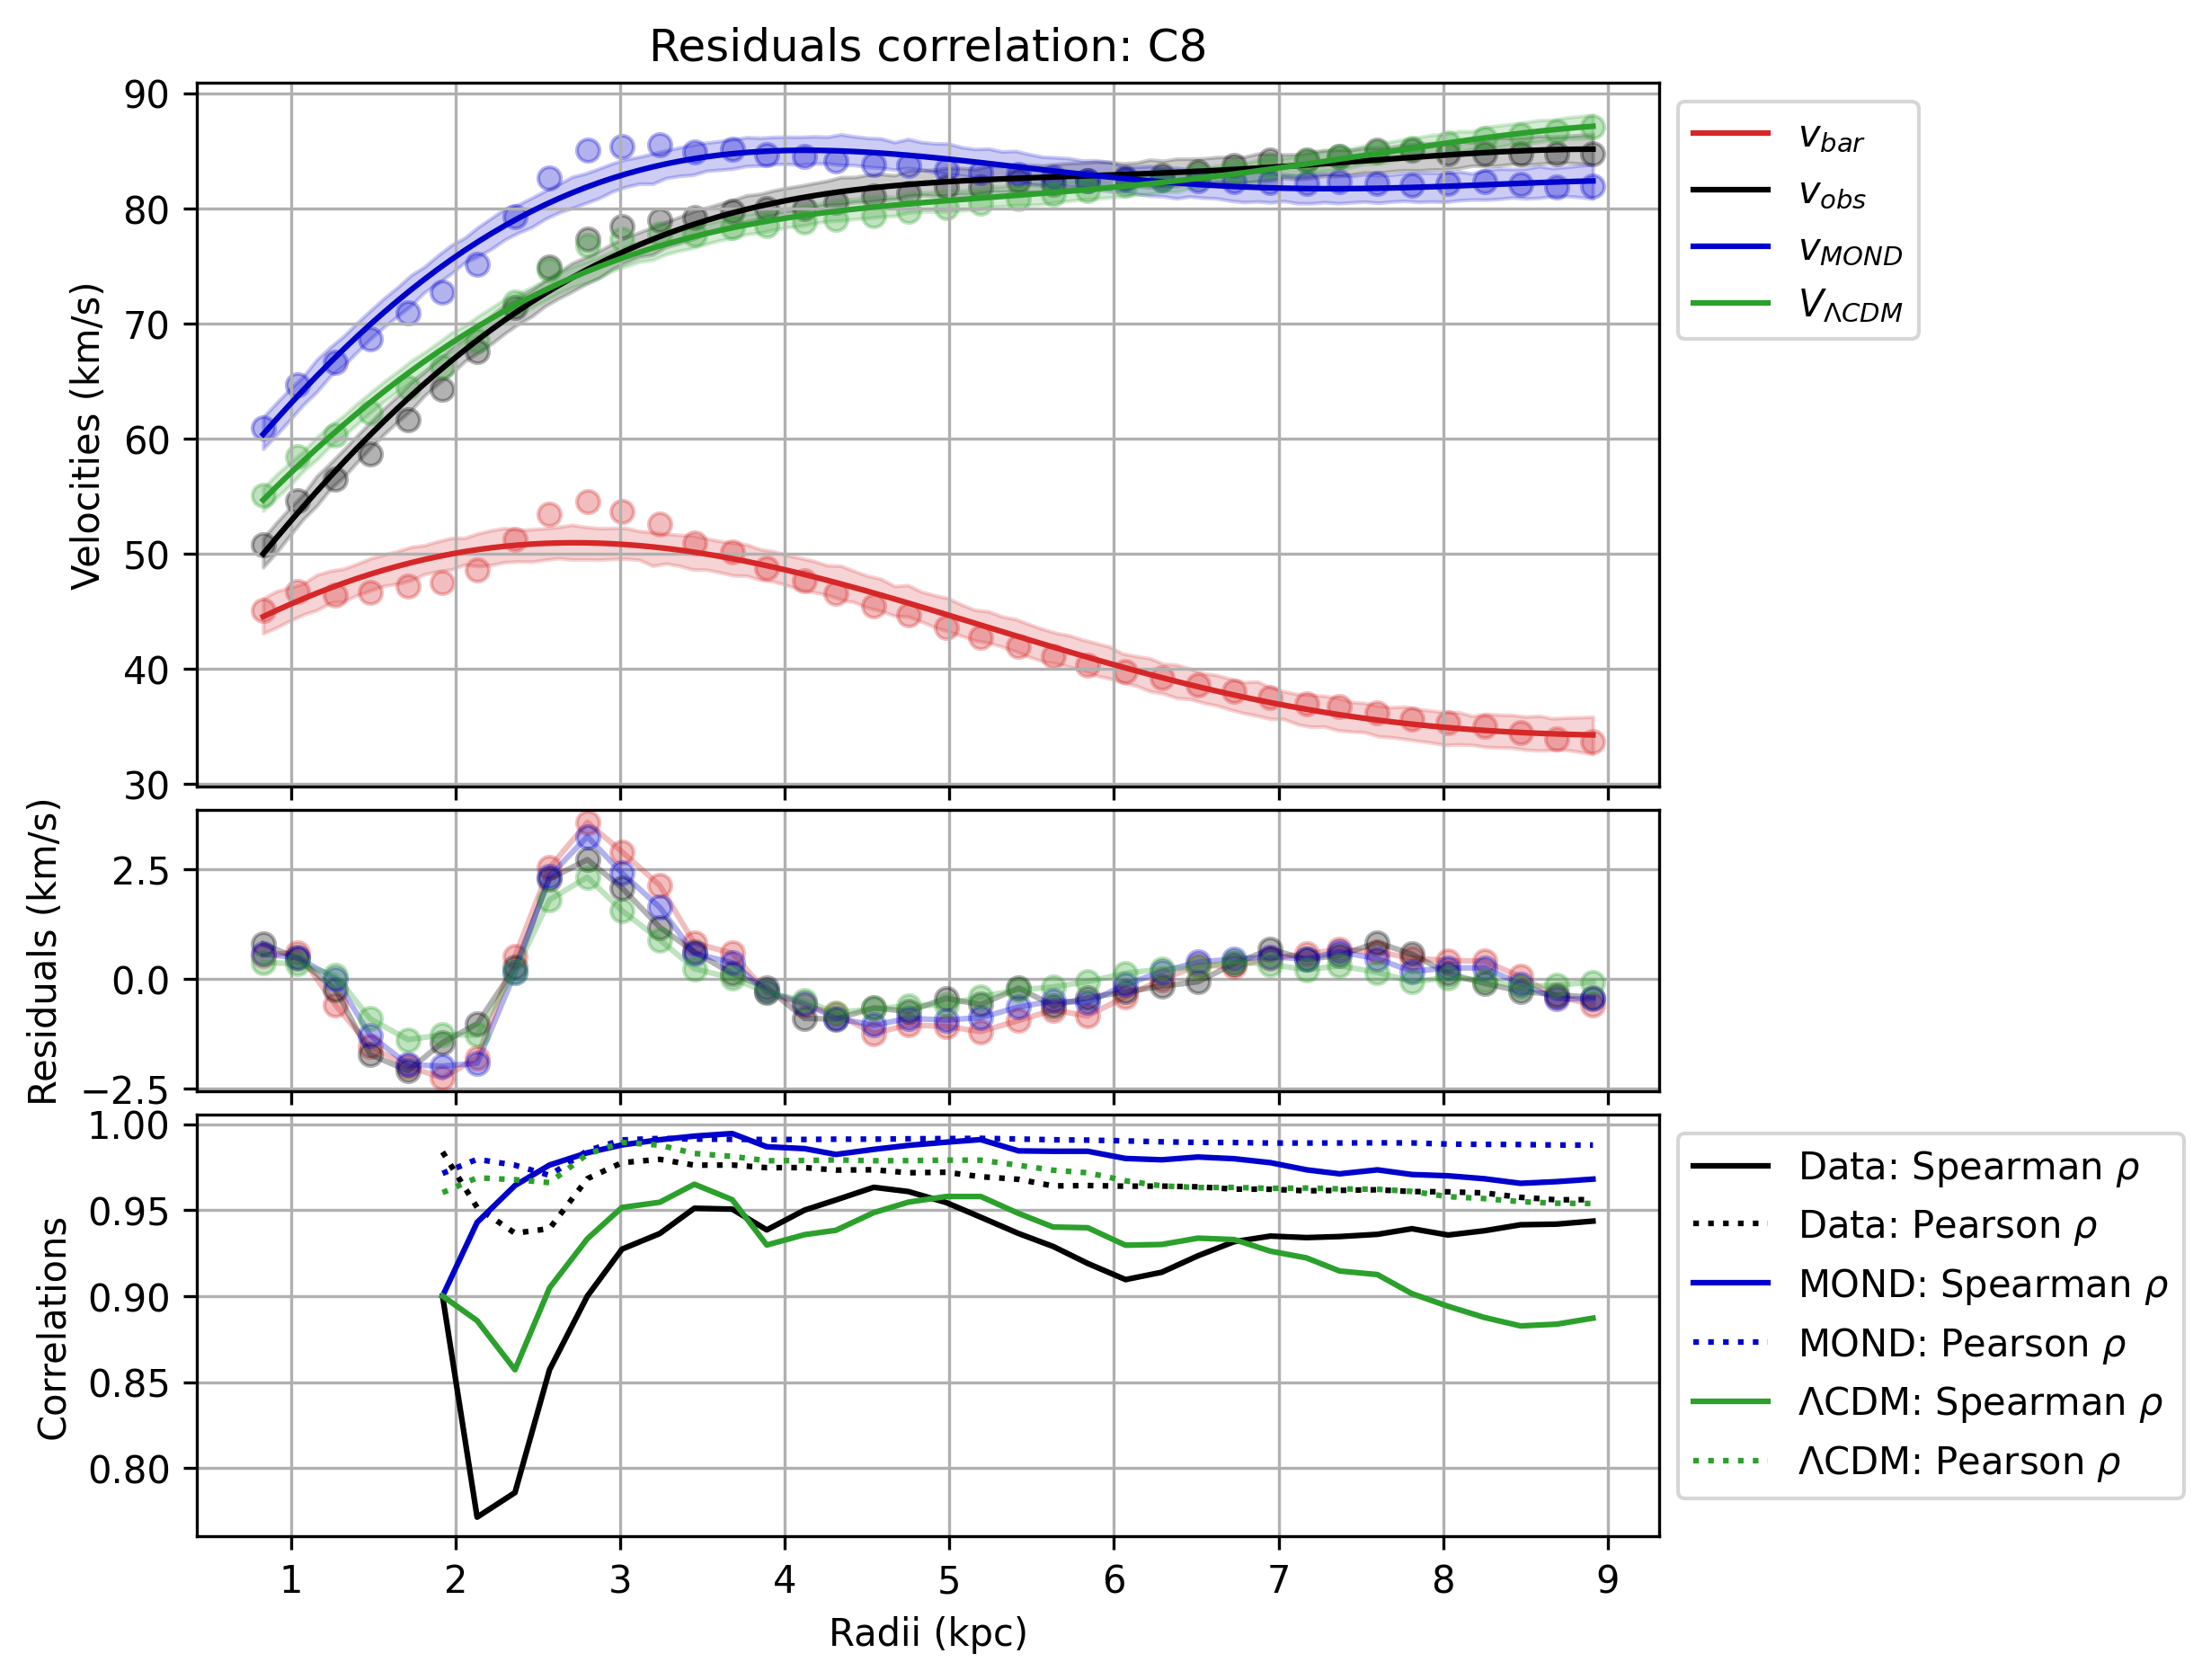 Residuals correlation: C8
90
80
70
60
50
40
30
Velocities (km/s)
v_bar
v_obs
v_MOND
V_ΛCDM
2.5
0.0
−2.5
Residuals (km/s)
1.00
0.95
0.90
0.85
0.80
Correlations
Data: Spearman ρ
Data: Pearson ρ
MOND: Spearman ρ
MOND: Pearson ρ
ΛCDM: Spearman ρ
ΛCDM: Pearson ρ
1 2 3 4 5 6 7 8 9
Radii (kpc)